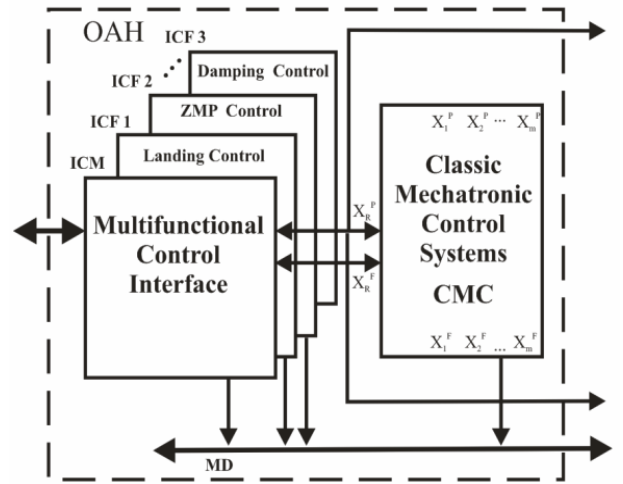 OAH
ICF 3
Damping Control
ICF 2
ZMP Control
ICF 1
Landing Control
ICM
Multifunctional
Control
Interface
X_R^P
X_R^F
X_1^P X_2^P ... X_m^P
Classic
Mechatronic
Control
Systems
CMC
X_1^F X_2^F ... X_m^F
MD